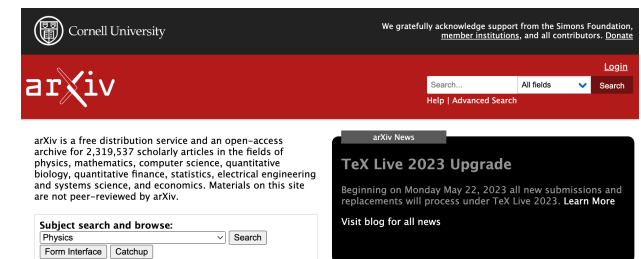 Cornell University
We gratefully acknowledge support from the Simons Foundation,
member institutions, and all contributors. Donate
Login
arXiv
Search...
All fields
Search
Help | Advanced Search
arXiv is a free distribution service and an open-access
archive for 2,319,537 scholarly articles in the fields of
physics, mathematics, computer science, quantitative
biology, quantitative finance, statistics, electrical engineering
and systems science, and economics. Materials on this site
are not peer-reviewed by arXiv.
Subject search and browse:
Physics
Search
Form Interface
Catchup
arXiv News
TeX Live 2023 Upgrade
Beginning on Monday May 22, 2023 all new submissions and
replacements will process under TeX Live 2023. Learn More
Visit blog for all news